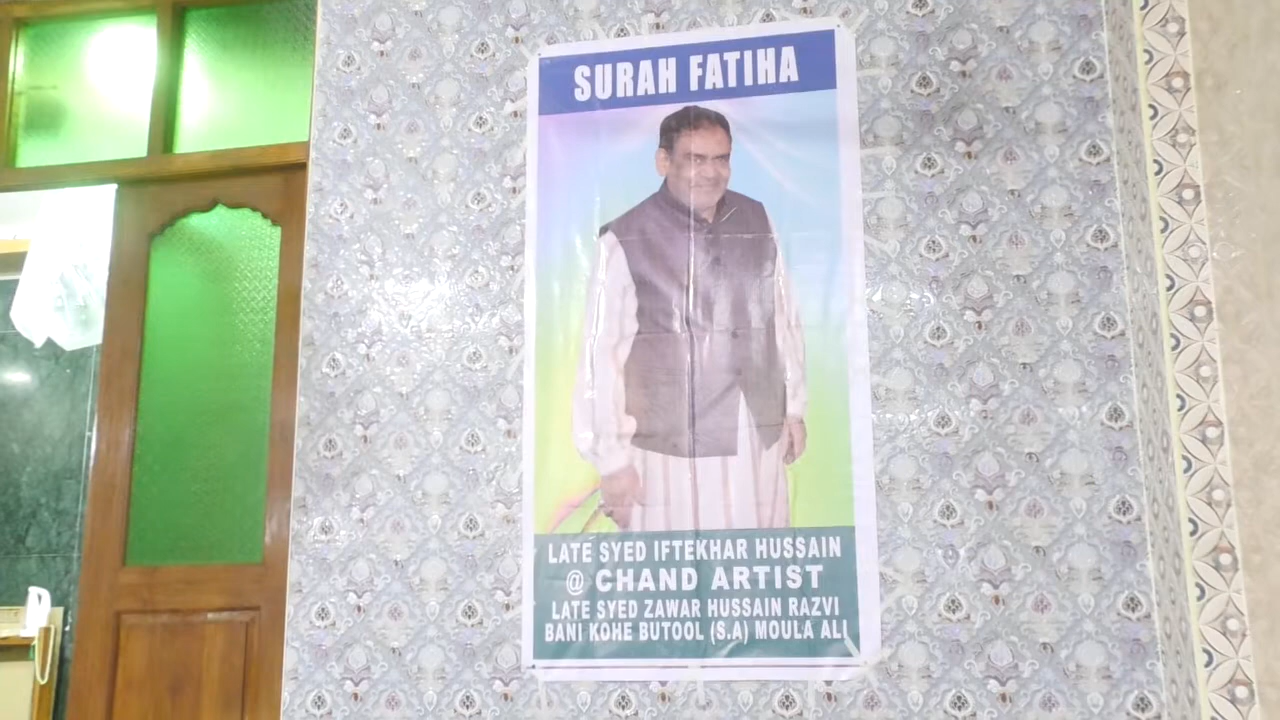 SURAH FATIHA
LATE SYED IFTEKHAR HUSSAIN
@ CHAND ARTIST
LATE SYED ZAWAR HUSSAIN RAZVI
BANI KOHE BUTOOL (S.A) MOULA ALI